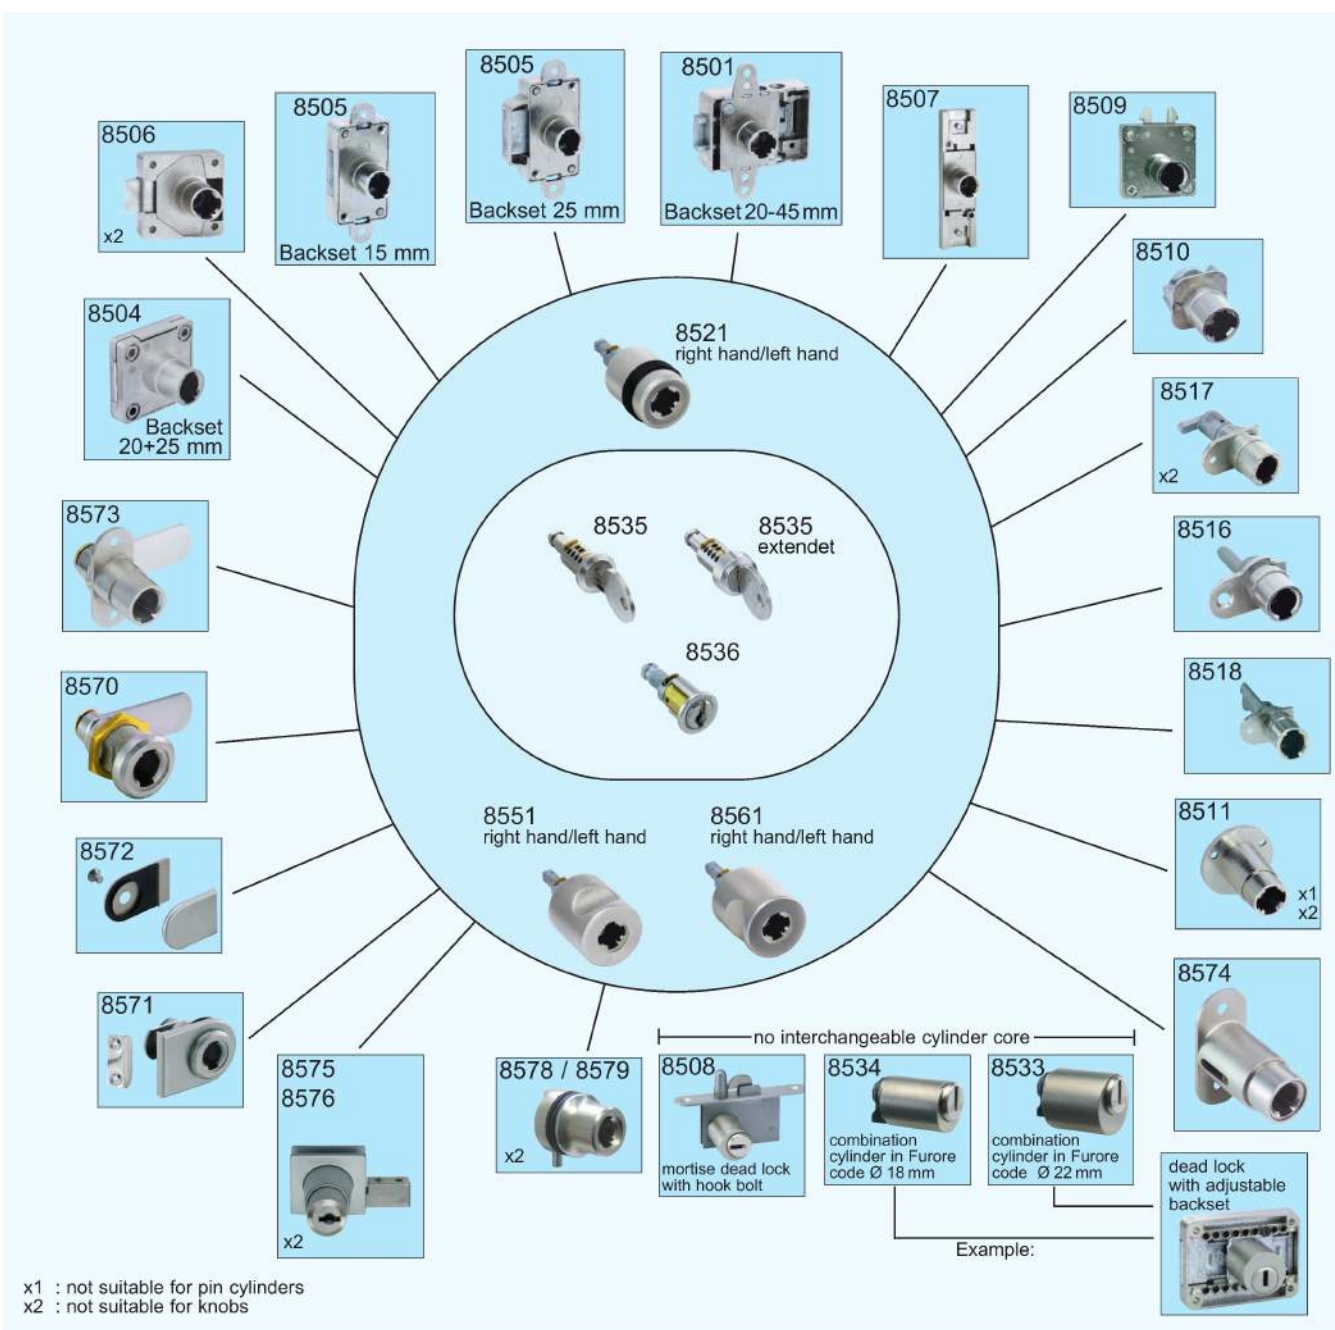 8505
8501
8505
Backset 25 mm
Backset 20-45 mm
8507
8509
8506
x2
Backset 15 mm
8510
8504
Backset
20+25 mm
8521
right hand/left hand
8517
x2
8573
8535
8535
extendet
8516
8536
8570
8518
8551
right hand/left hand
8561
right hand/left hand
8511
x1
x2
8572
8574
8571
no interchangeable cylinder core
8575
8576
x2
8578 / 8579
x2
8508
mortise dead lock
with hook bolt
8534
combination
cylinder in Furore
code Ø 18 mm
8533
combination
cylinder in Furore
code Ø 22 mm
dead lock
with adjustable
backset
Example:
x1 : not suitable for pin cylinders
x2 : not suitable for knobs